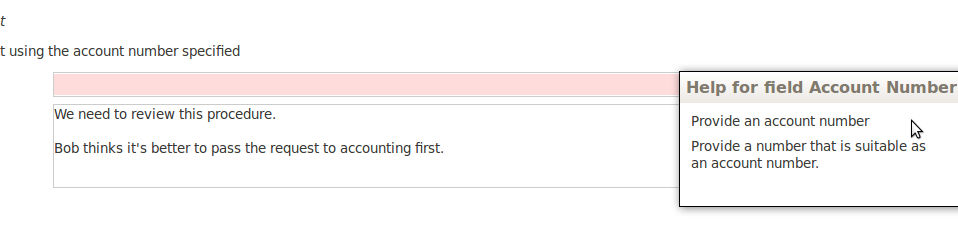 t
t using the account number specified
Help for field Account Number
We need to review this procedure.
Provide an account number
Bob thinks it's better to pass the request to accounting first.
Provide a number that is suitable as
an account number.